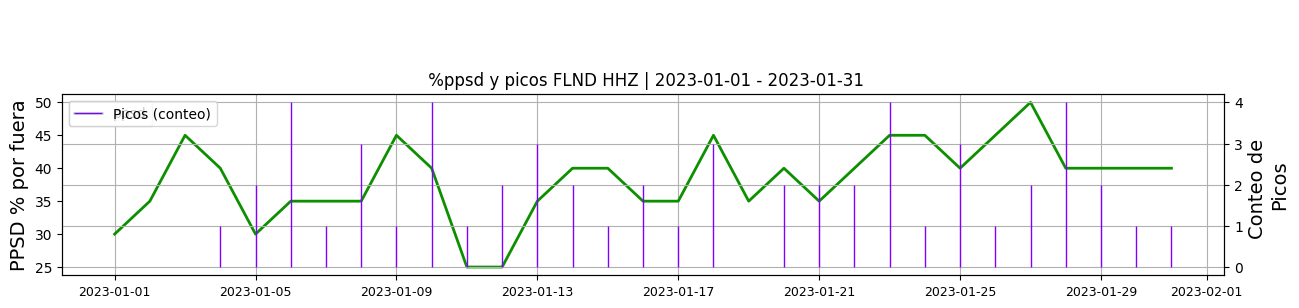 %ppsd y picos FLND HHZ | 2023-01-01 - 2023-01-31
PPSD % por fuera
50
45
40
35
30
25
Picos (conteo)
4
3
2
1
0
Conteo de
Picos
2023-01-01 2023-01-05 2023-01-09 2023-01-13 2023-01-17 2023-01-21 2023-01-25 2023-01-29 2023-02-01